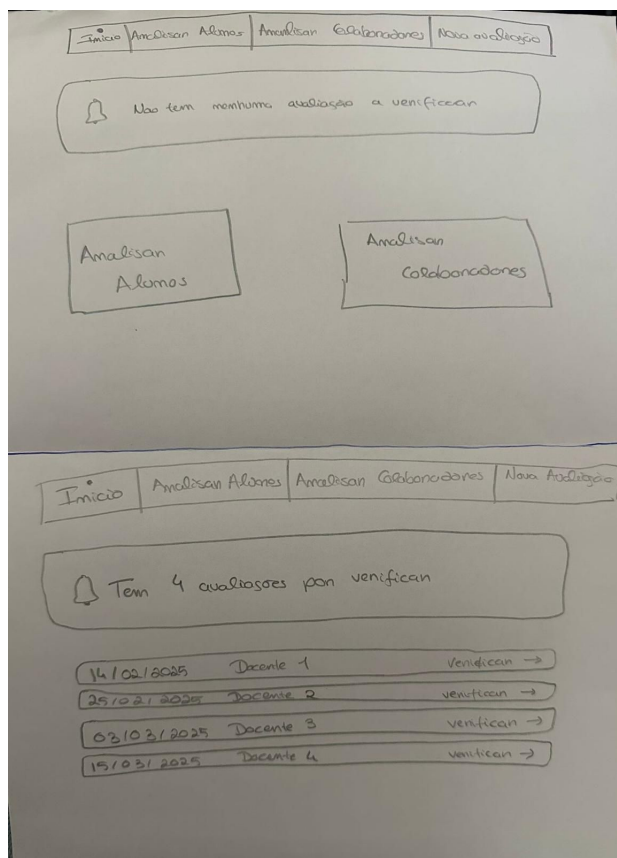 Início Analisar Alunos Analisar Colaboradores Nova avaliação
Nao tem nenhuma avaliação a verificar
Analisar
Alunos
Analisar
Colaboradores
Início Analisar Alunos Analisar Colaboradores Nova Avaliação
Tem 4 avaliações por verificar
14/02/2025 Docente 1 Verificar →
25/02/2025 Docente 2 verificar →
03/03/2025 Docente 3 verificar →
15/03/2025 Docente 4 verificar →